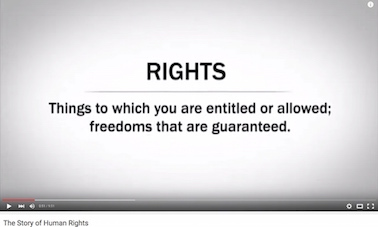 RIGHTS
Things to which you are entitled or allowed;
freedoms that are guaranteed.
The Story of Human Rights